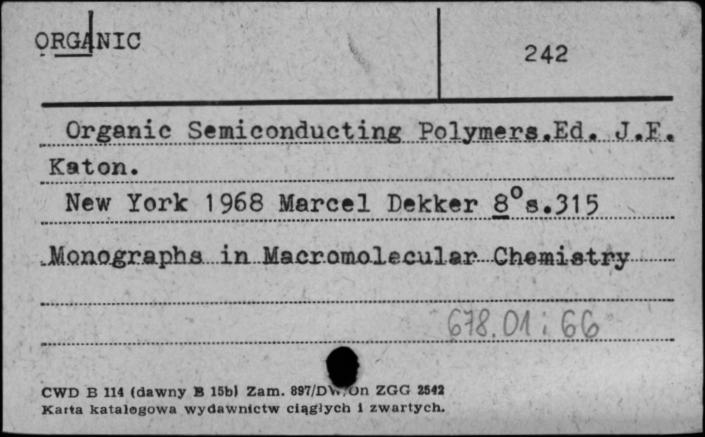 ORGANIC
242
Organic Semiconducting Polymers.Ed. J.E.
Katon.
New York 1968 Marcel Dekker 8°s.315
Monographs in Macromolecular Chemistry
678.01:66
CWD B 114 (dawny B 15b) Zam. 897/DW/On ZGG 2542
Karta katalogowa wydawnictw ciągłych i zwartych.